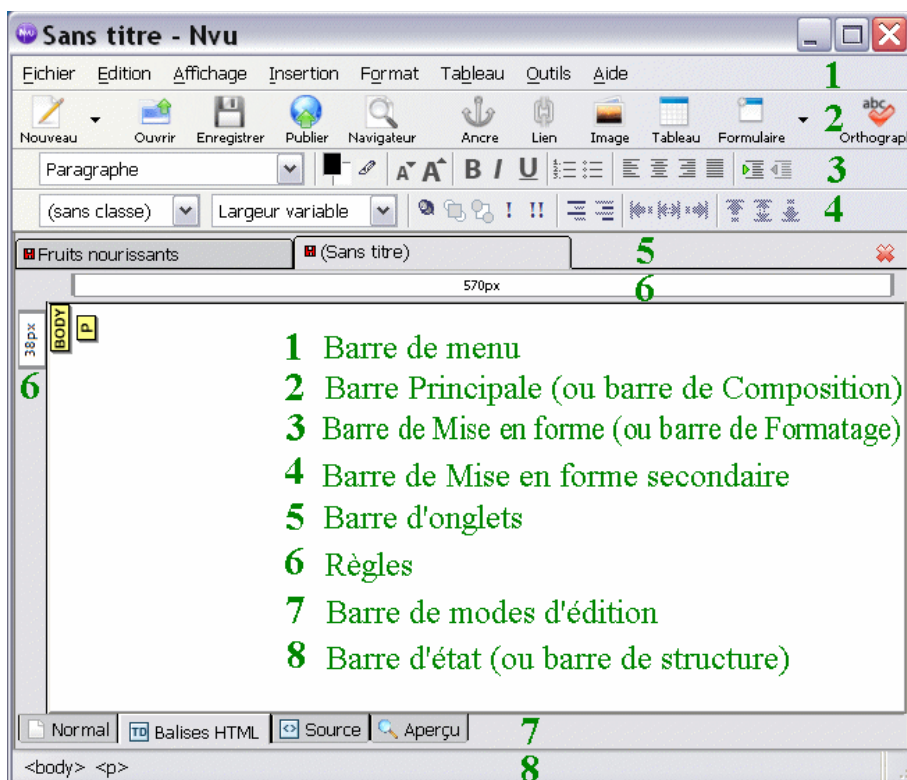 Sans titre - Nvu
Fichier Edition Affichage Insertion Format Tableau Outils Aide 1
Nouveau Ouvrir Enregistrer Publier Navigateur Ancre Lien Image Tableau Formulaire 2 abc Orthograph
Paragraphe A A B I U 3
(sans classe) Largeur variable ! !! 4
Fruits nourissants (Sans titre) 5
570px 6
38px BODY P
6
1 Barre de menu
2 Barre Principale (ou barre de Composition)
3 Barre de Mise en forme (ou barre de Formatage)
4 Barre de Mise en forme secondaire
5 Barre d'onglets
6 Règles
7 Barre de modes d'édition
8 Barre d'état (ou barre de structure)
Normal TD Balises HTML Source Aperçu 7
<body> <p> 8